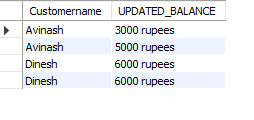 Customername UPDATED_BALANCE
Avinash 3000 rupees
Avinash 5000 rupees
Dinesh 6000 rupees
Dinesh 6000 rupees